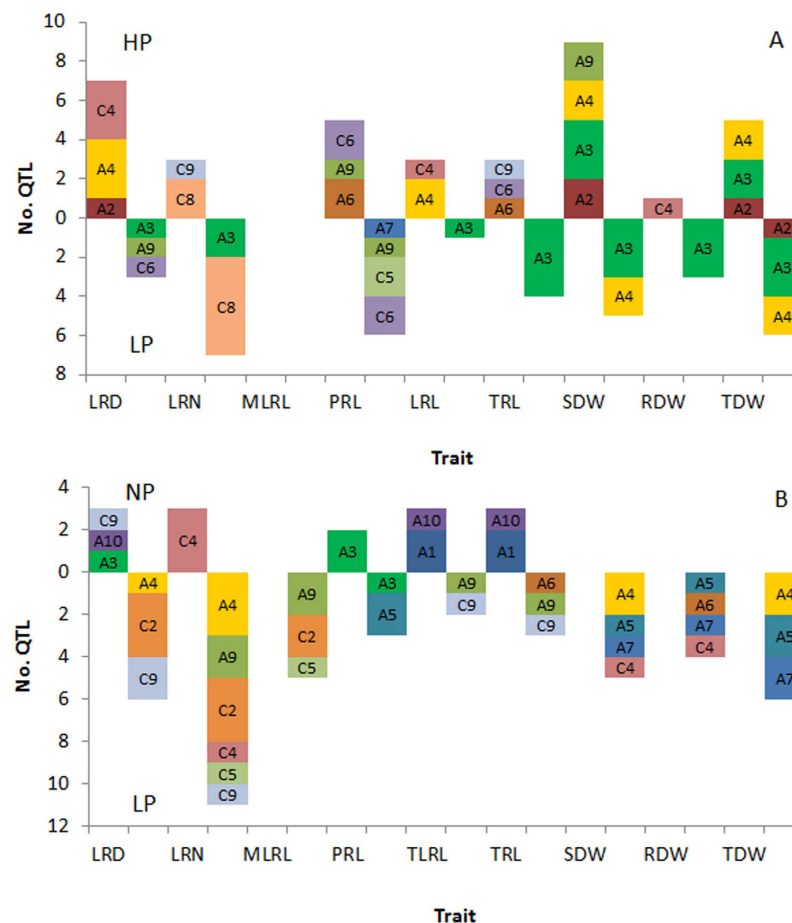 10
HP
A
8
6
4
2
0
2
4
6
8
LP
No. QTL
C4
A4
A2
A3
A9
C6
C9
C8
A3
C8
C6
A9
A6
A7
A9
C5
C6
C4
A4
A3
C9
C6
A6
A3
A9
A4
A3
A2
A3
A4
C4
A3
A4
A3
A2
A2
A3
A4
LRD LRN MLRL PRL LRL TRL SDW RDW TDW
Trait
4
NP
B
2
0
2
4
6
8
10
12
LP
No. QTL
C9
A10
A3
A4
C2
C9
C4
A4
A9
C2
C4
C5
C9
A9
C2
C5
A3
A3
A5
A10
A1
A9
C9
A10
A1
A6
A9
C9
A4
A5
A7
C4
A5
A6
A7
C4
A4
A5
A7
LRD LRN MLRL PRL TLRL TRL SDW RDW TDW
Trait